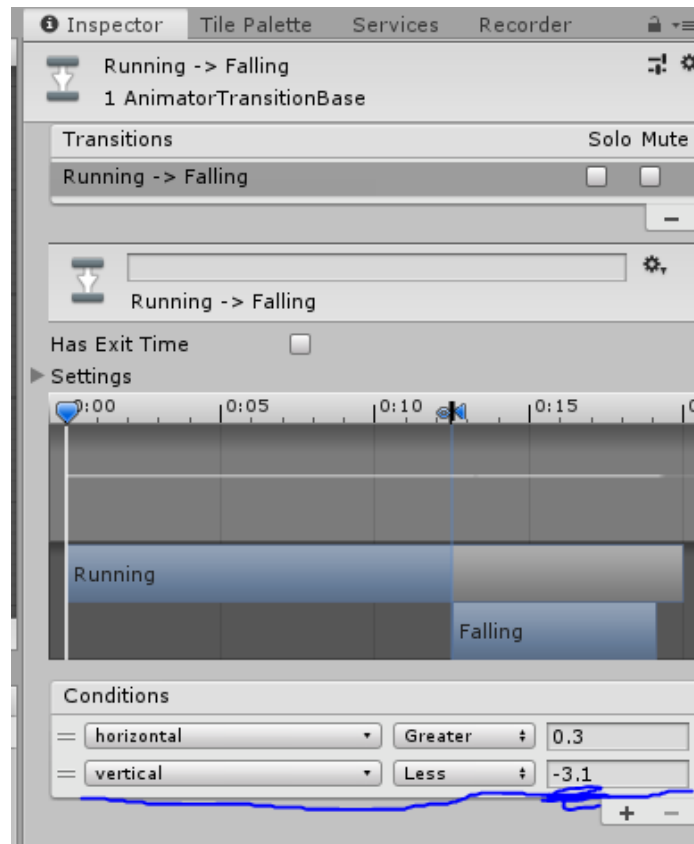 Inspector Tile Palette Services Recorder
Running -> Falling
1 AnimatorTransitionBase
Transitions Solo Mute
Running -> Falling
Running -> Falling
Has Exit Time
Settings
0:00 0:05 0:10 0:15
Running
Falling
Conditions
horizontal Greater 0.3
vertical Less -3.1